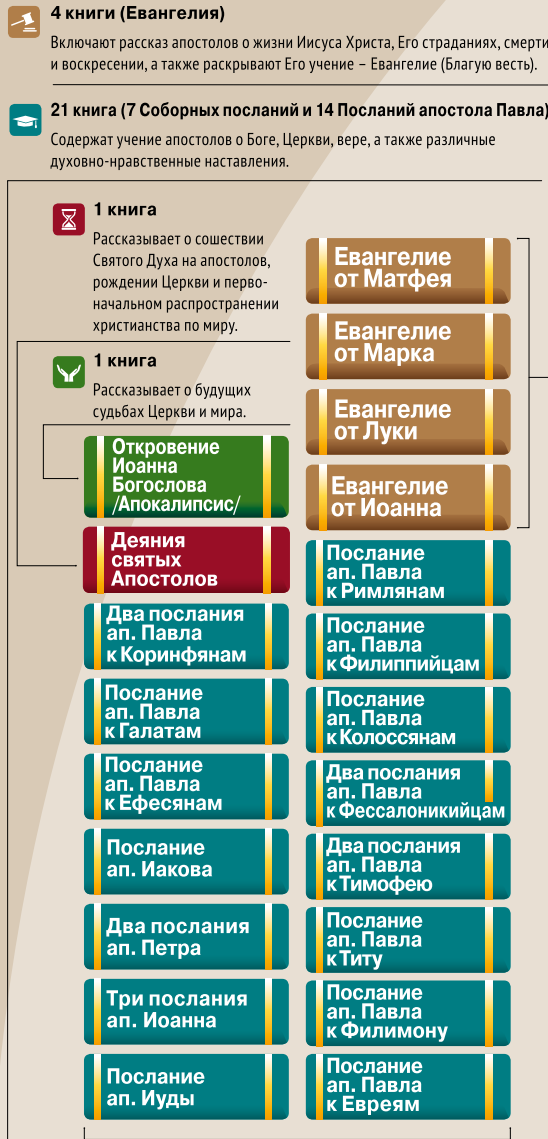 4 книги (Евангелия)
Включают рассказ апостолов о жизни Иисуса Христа, Его страданиях, смерти
и воскресении, а также раскрывают Его учение – Евангелие (Благую весть).
21 книга (7 Соборных посланий и 14 Посланий апостола Павла)
Содержат учение апостолов о Боге, Церкви, вере, а также различные
духовно-нравственные наставления.
1 книга
Рассказывает о сошествии
Святого Духа на апостолов,
рождении Церкви и перво-
начальном распространении
христианства по миру.
1 книга
Рассказывает о будущих
судьбах Церкви и мира.
Откровение
Иоанна
Богослова
/Апокалипсис/
Деяния
святых
Апостолов
Два послания
ап. Павла
к Коринфянам
Послание
ап. Павла
к Галатам
Послание
ап. Павла
к Ефесянам
Послание
ап. Иакова
Два послания
ап. Петра
Три послания
ап. Иоанна
Послание
ап. Иуды
Евангелие
от Матфея
Евангелие
от Марка
Евангелие
от Луки
Евангелие
от Иоанна
Послание
ап. Павла
к Римлянам
Послание
ап. Павла
к Филиппийцам
Послание
ап. Павла
к Колоссянам
Два послания
ап. Павла
к Фессалоникийцам
Два послания
ап. Павла
к Тимофею
Послание
ап. Павла
к Титу
Послание
ап. Павла
к Филимону
Послание
ап. Павла
к Евреям